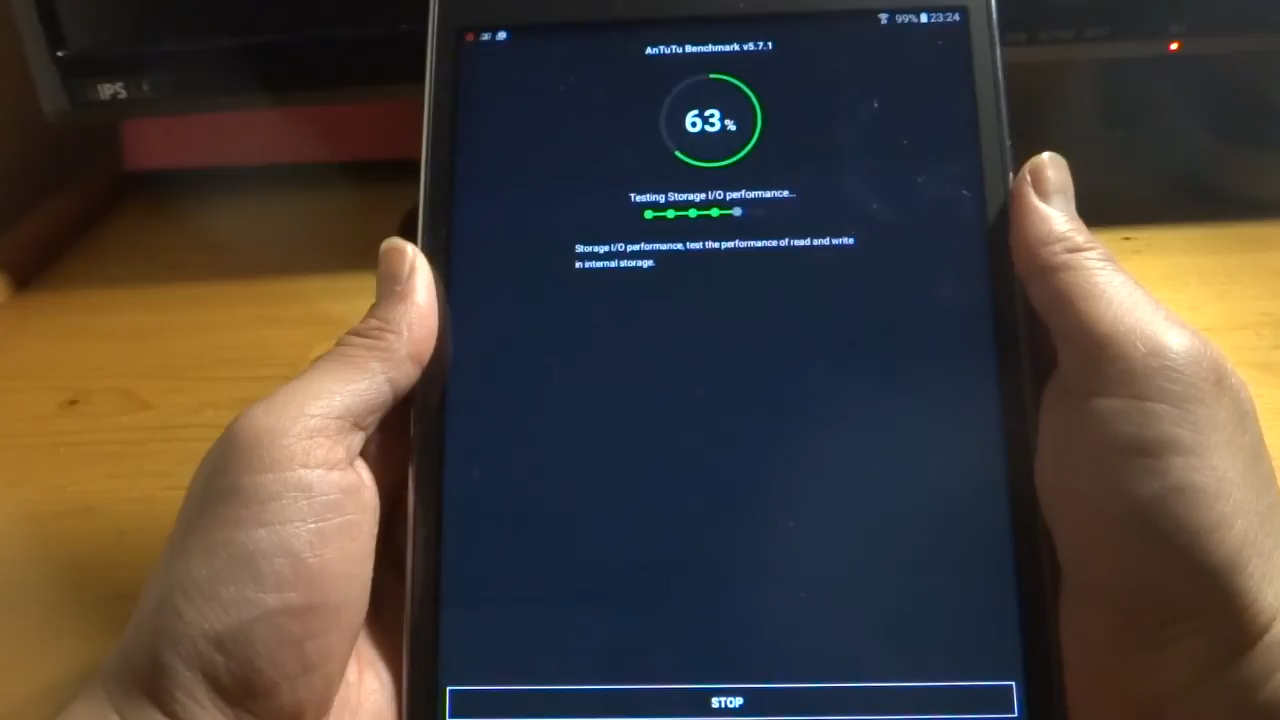 IPS
99% 23:24
AnTuTu Benchmark v5.7.1
63%
Testing Storage I/O performance...
Storage I/O performance, test the performance of read and write
in internal storage.
STOP